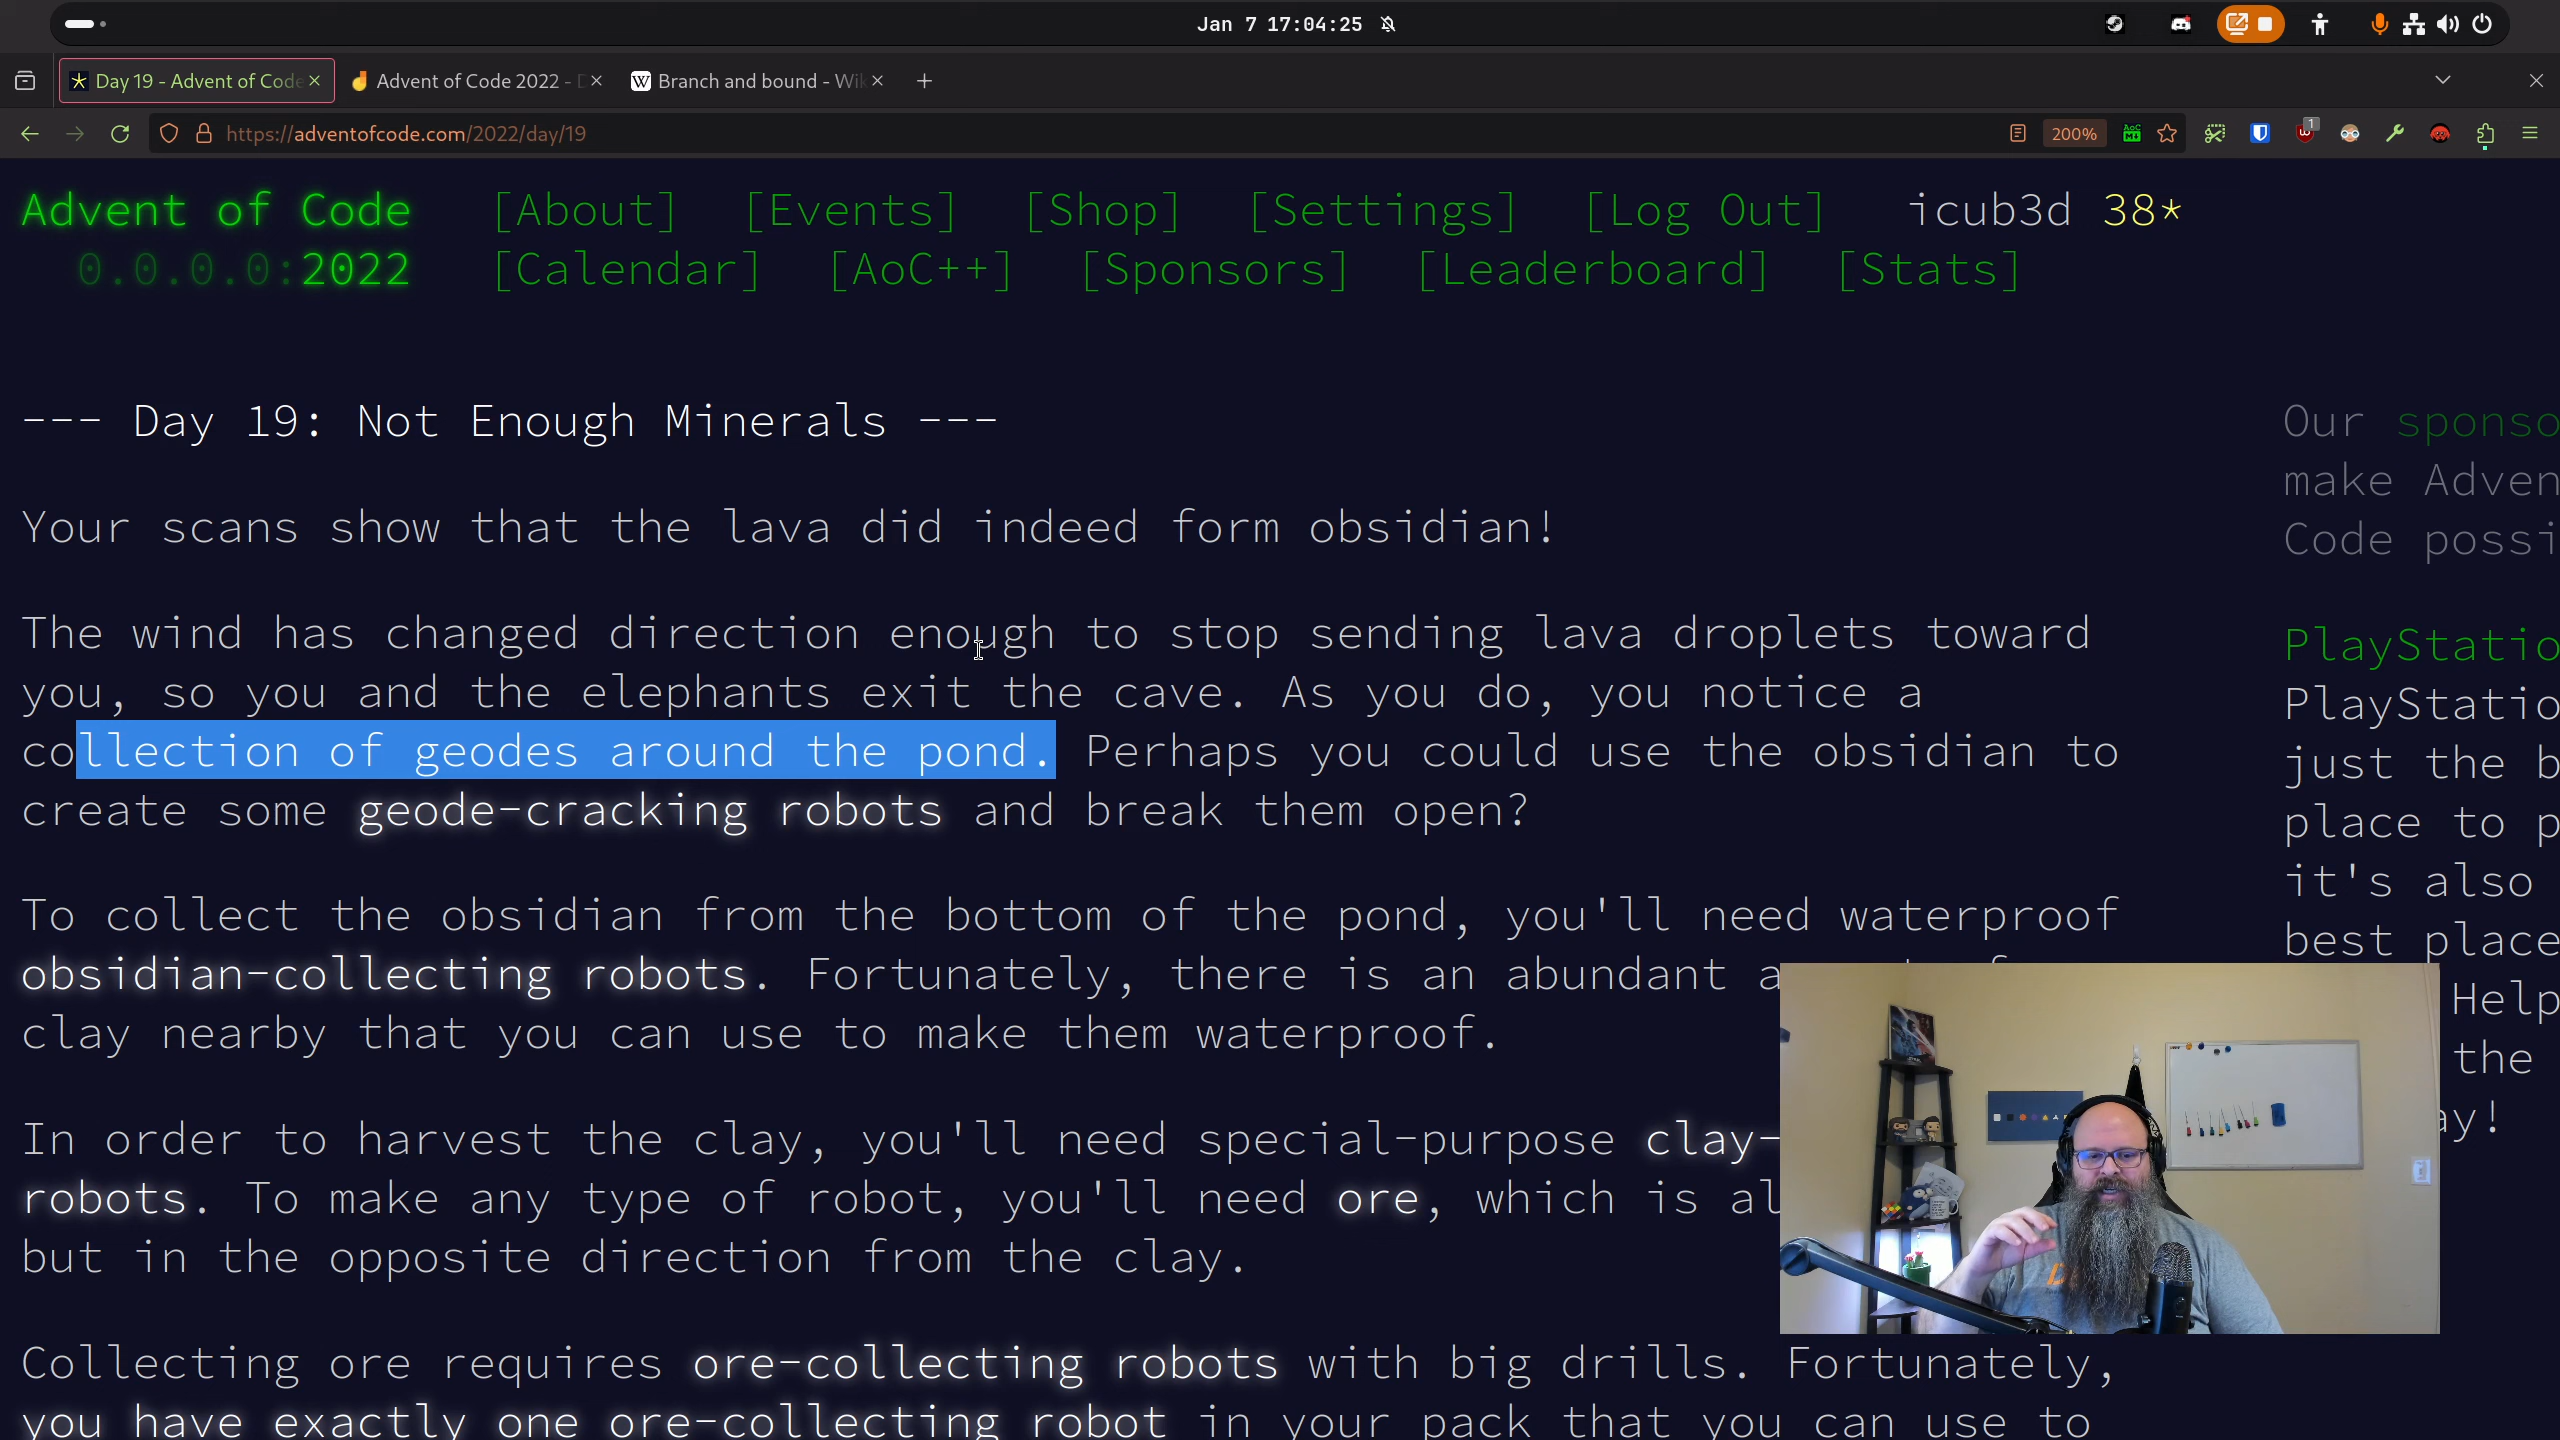 Jan 7 17:04:25
Day 19 - Advent of Code
Advent of Code 2022 - D
Branch and bound - Wik
https://adventofcode.com/2022/day/19
200%
1
Advent of Code [About] [Events] [Shop] [Settings] [Log Out] icub3d 38*
0.0.0.0:2022 [Calendar] [AoC++] [Sponsors] [Leaderboard] [Stats]
--- Day 19: Not Enough Minerals ---
Your scans show that the lava did indeed form obsidian!
The wind has changed direction enough to stop sending lava droplets toward
you, so you and the elephants exit the cave. As you do, you notice a
collection of geodes around the pond. Perhaps you could use the obsidian to
create some geode-cracking robots and break them open?
To collect the obsidian from the bottom of the pond, you'll need waterproof
obsidian-collecting robots. Fortunately, there is an abundant a
clay nearby that you can use to make them waterproof.
In order to harvest the clay, you'll need special-purpose clay-
robots. To make any type of robot, you'll need ore, which is al
but in the opposite direction from the clay.
Collecting ore requires ore-collecting robots with big drills. Fortunately,
you have exactly one ore-collecting robot in your pack that you can use to
Our sponso
make Adven
Code possi
PlayStatio
PlayStatio
just the b
place to p
it's also
best place
Help
the
ay!